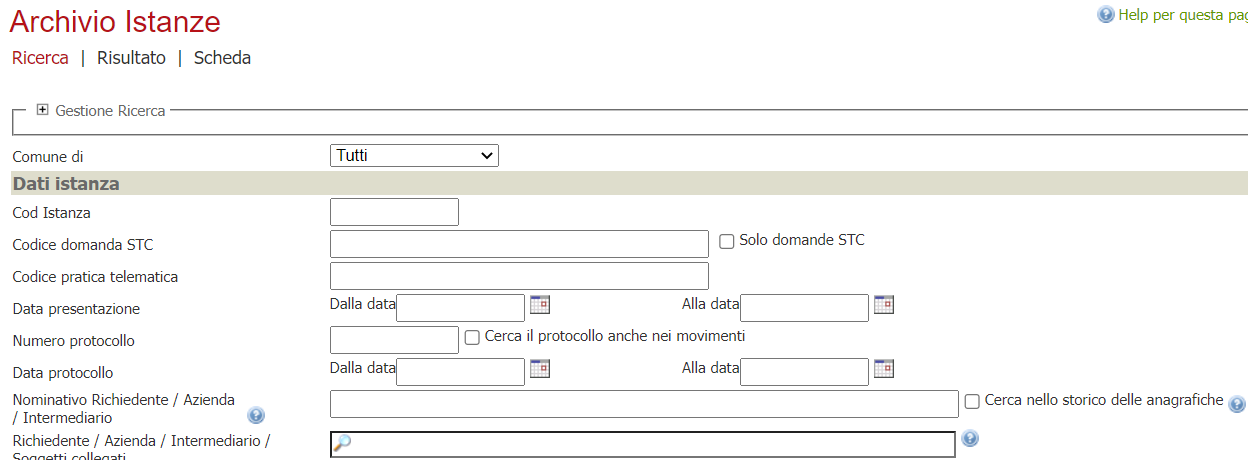 Archivio Istanze
Help per questa pag
Ricerca | Risultato | Scheda
Gestione Ricerca
Comune di Tutti
Dati istanza
Cod Istanza
Codice domanda STC Solo domande STC
Codice pratica telematica
Data presentazione Dalla data Alla data
Numero protocollo Cerca il protocollo anche nei movimenti
Data protocollo Dalla data Alla data
Nominativo Richiedente / Azienda
/ Intermediario
Cerca nello storico delle anagrafiche
Richiedente / Azienda / Intermediario /
Soggetti collegati